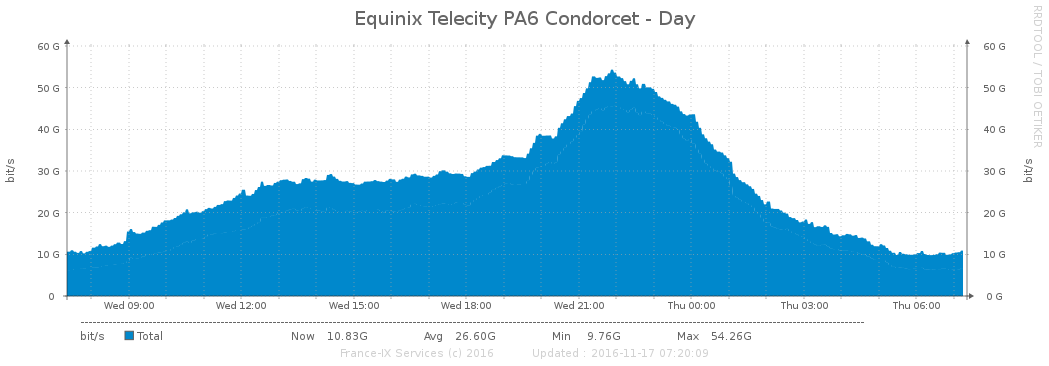 Equinix Telecity PA6 Condorcet - Day
RRDTOOL / TOBI OETIKER
60 G 60 G
50 G 50 G
40 G 40 G
30 G 30 G
20 G 20 G
10 G 10 G
0 0 G
bit/s
bit/s
Wed 09:00 Wed 12:00 Wed 15:00 Wed 18:00 Wed 21:00 Thu 00:00 Thu 03:00 Thu 06:00
bit/s Total Now 10.83G Avg 26.60G Min 9.76G Max 54.26G
France-IX Services (c) 2016 Updated : 2016-11-17 07:20:09